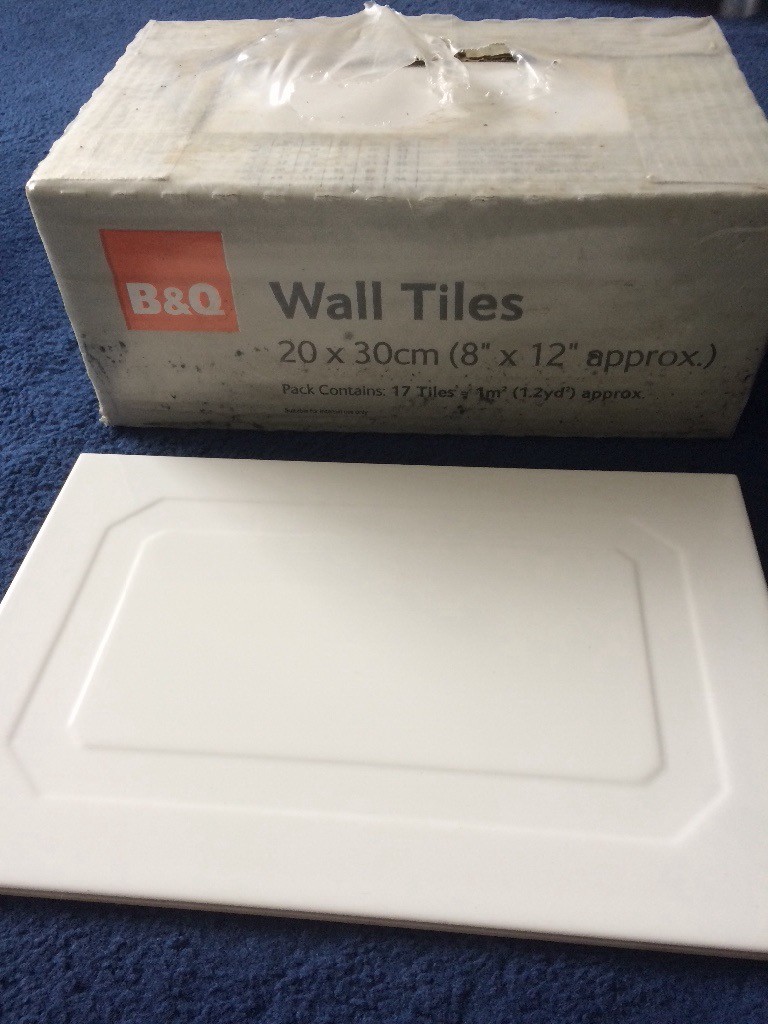 B&Q
Wall Tiles
20 x 30cm (8" x 12" approx.)
Pack Contains: 17 Tiles - 1m² (1.2yd²) approx.